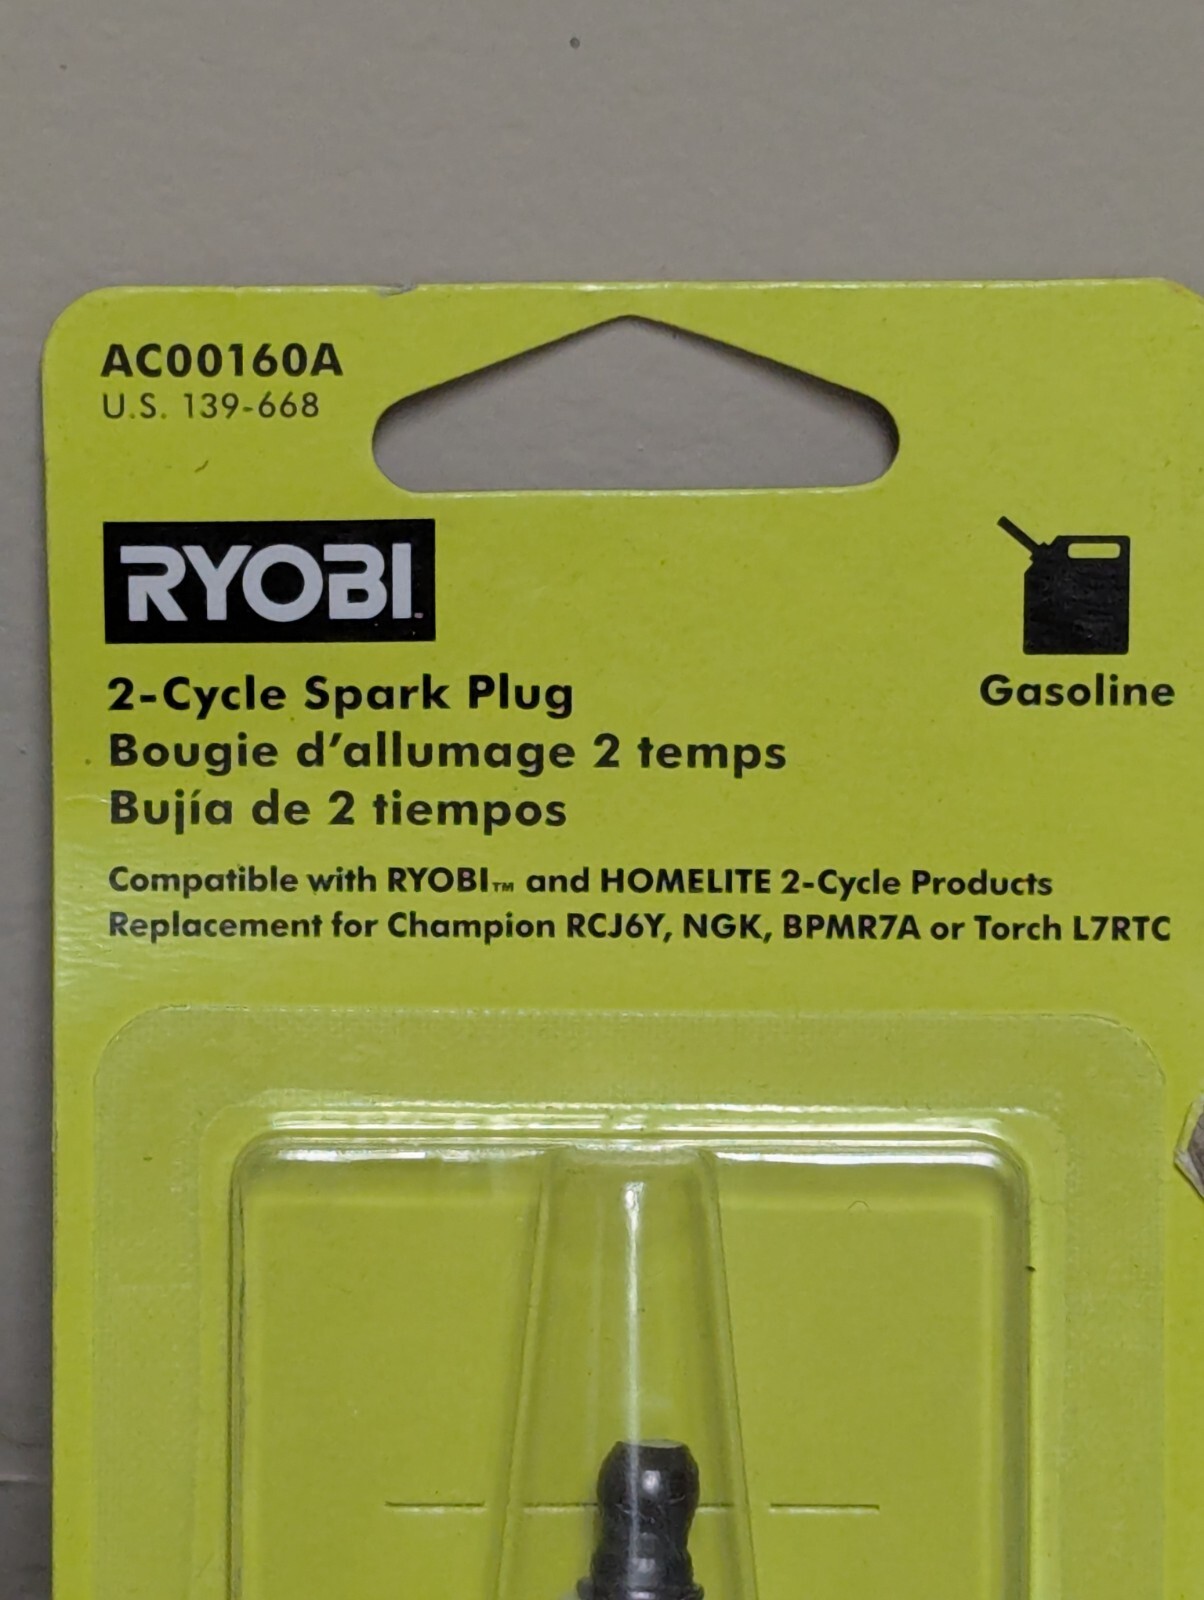 AC00160A
U.S. 139-668
RYOBI
Gasoline
2-Cycle Spark Plug
Bougie d'allumage 2 temps
Bujía de 2 tiempos
Compatible with RYOBI™ and HOMELITE 2-Cycle Products
Replacement for Champion RCJ6Y, NGK, BPMR7A or Torch L7RTC